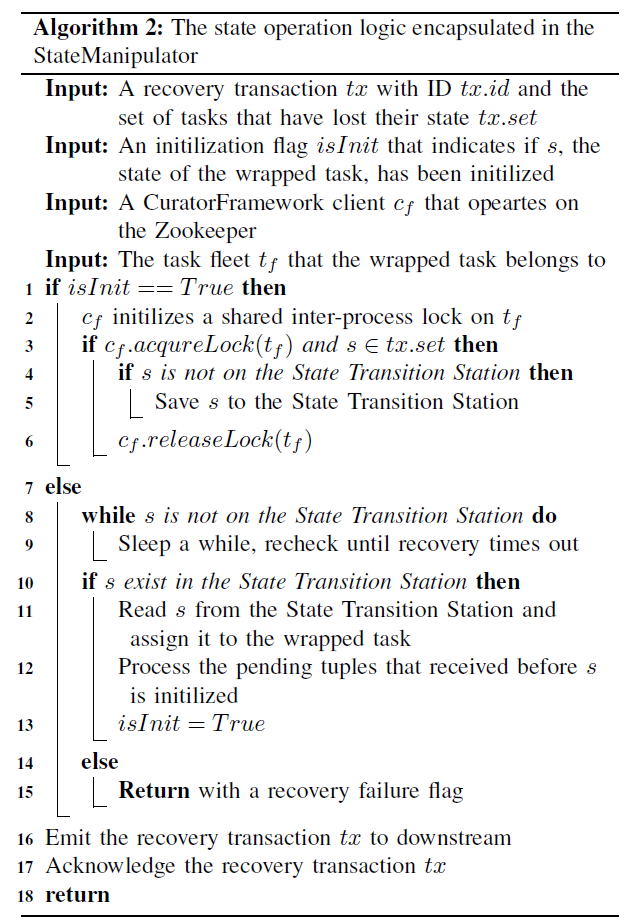 Algorithm 2: The state operation logic encapsulated in the
StateManipulator
Input: A recovery transaction tx with ID tx.id and the
set of tasks that have lost their state tx.set
Input: An initilization flag isInit that indicates if s, the
state of the wrapped task, has been initilized
Input: A CuratorFramework client c_f that opeartes on
the Zookeeper
Input: The task fleet t_f that the wrapped task belongs to
1 if isInit == True then
2 c_f initilizes a shared inter-process lock on t_f
3 if c_f.acqureLock(t_f) and s ∈ tx.set then
4 if s is not on the State Transition Station then
5 Save s to the State Transition Station
6 c_f.releaseLock(t_f)
7 else
8 while s is not on the State Transition Station do
9 Sleep a while, recheck until recovery times out
10 if s exist in the State Transition Station then
11 Read s from the State Transition Station and
assign it to the wrapped task
12 Process the pending tuples that received before s
is initilized
13 isInit = True
14 else
15 Return with a recovery failure flag
16 Emit the recovery transaction tx to downstream
17 Acknowledge the recovery transaction tx
18 return